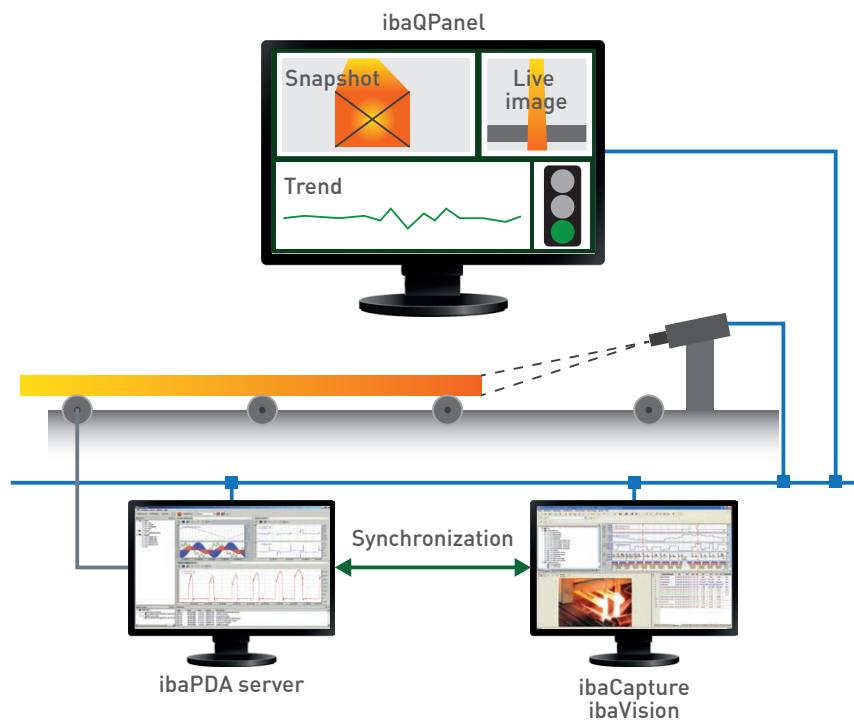 ibaQPanel
Snapshot
Live
image
Trend
Synchronization
ibaPDA server
ibaCapture
ibaVision